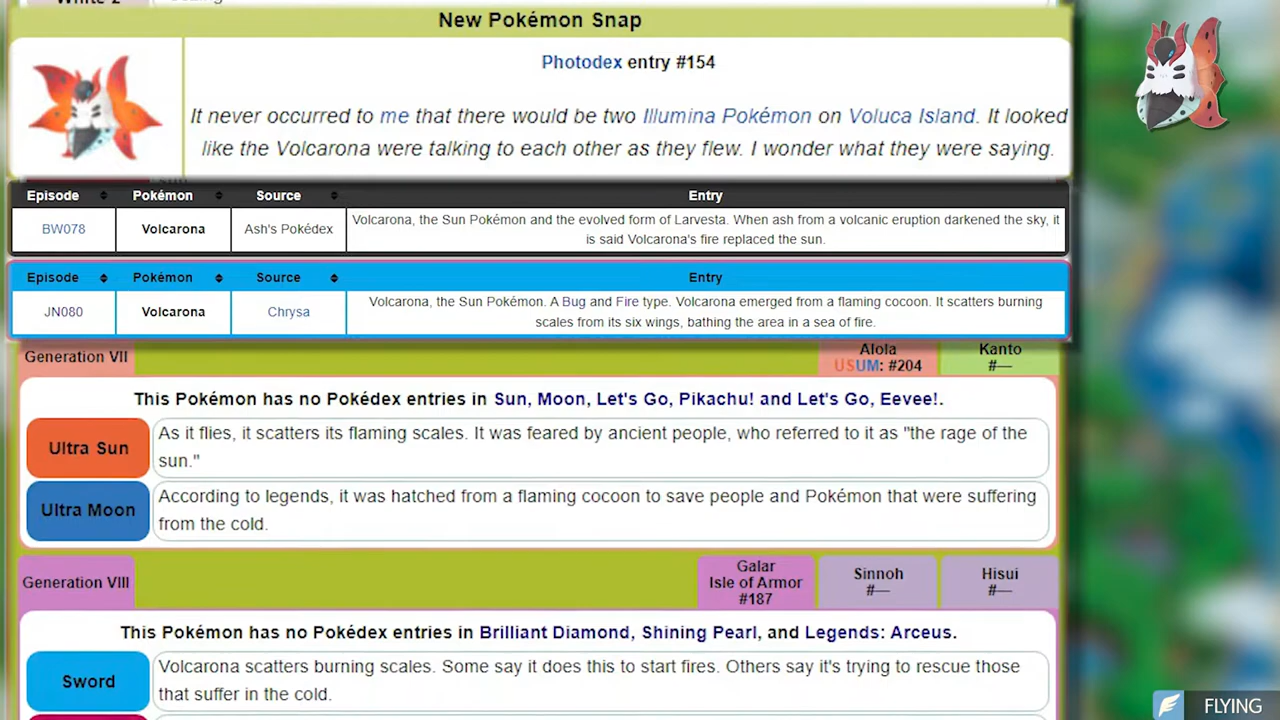 White 2
New Pokémon Snap
Photodex entry #154
It never occurred to me that there would be two Illumina Pokémon on Voluca Island. It looked
like the Volcarona were talking to each other as they flew. I wonder what they were saying.
Episode Pokémon Source Entry
BW078 Volcarona Ash's Pokédex Volcarona, the Sun Pokémon and the evolved form of Larvesta. When ash from a volcanic eruption darkened the sky, it
is said Volcarona's fire replaced the sun.
Episode Pokémon Source Entry
JN080 Volcarona Chrysa Volcarona, the Sun Pokémon. A Bug and Fire type. Volcarona emerged from a flaming cocoon. It scatters burning
scales from its six wings, bathing the area in a sea of fire.
Generation VII Alola Kanto
USUM: #204 #—
This Pokémon has no Pokédex entries in Sun, Moon, Let's Go, Pikachu! and Let's Go, Eevee!.
Ultra Sun As it flies, it scatters its flaming scales. It was feared by ancient people, who referred to it as "the rage of the
sun."
Ultra Moon According to legends, it was hatched from a flaming cocoon to save people and Pokémon that were suffering
from the cold.
Generation VIII Galar
Isle of Armor
#187 Sinnoh
#— Hisui
#—
This Pokémon has no Pokédex entries in Brilliant Diamond, Shining Pearl, and Legends: Arceus.
Sword Volcarona scatters burning scales. Some say it does this to start fires. Others say it's trying to rescue those
that suffer in the cold.
FLYING